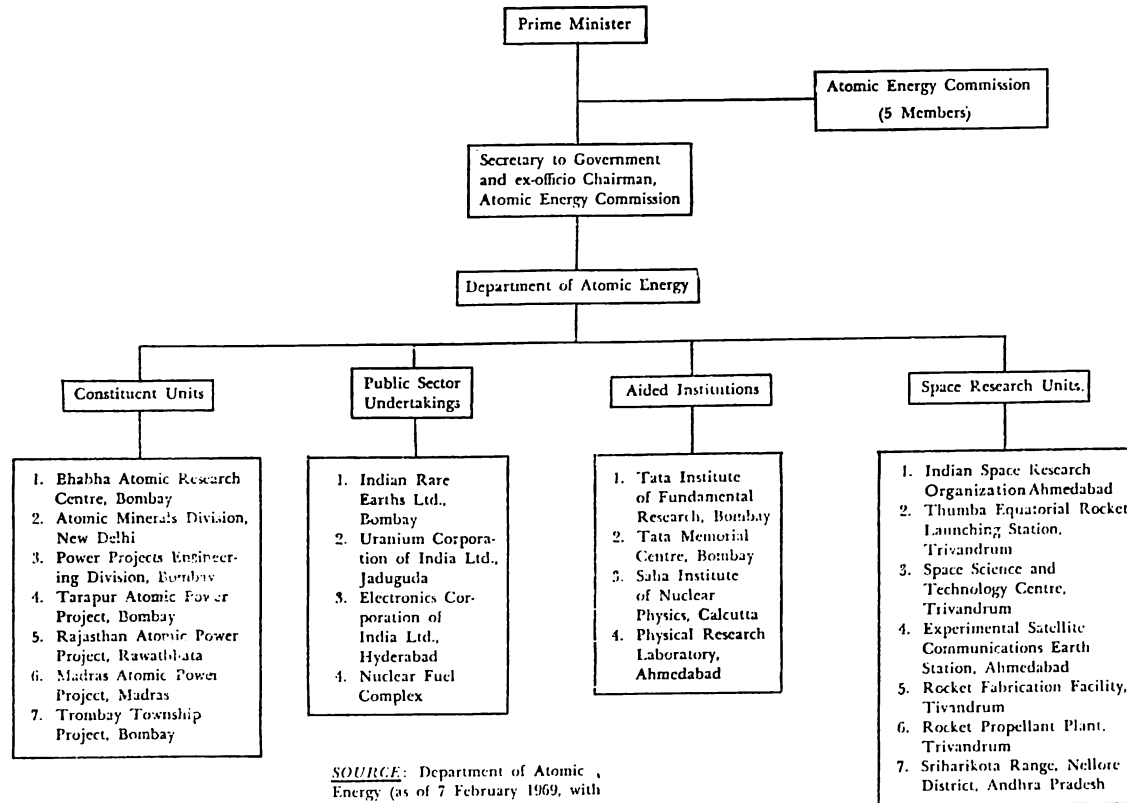 Prime Minister
Atomic Energy Commission
(5 Members)
Secretary to Government
and ex-officio Chairman,
Atomic Energy Commission
Department of Atomic Energy
Constituent Units
Public Sector
Undertakings
Aided Institutions
Space Research Units.
1. Bhabha Atomic Research
Centre, Bombay
2. Atomic Minerals Division,
New Delhi
3. Power Projects Engineer-
ing Division, Bombay
4. Tarapur Atomic Power
Project, Bombay
5. Rajasthan Atomic Power
Project, Rawatbhata
6. Madras Atomic Power
Project, Madras
7. Trombay Township
Project, Bombay
1. Indian Rare
Earths Ltd.,
Bombay
2. Uranium Corpora-
tion of India Ltd.,
Jaduguda
3. Electronics Cor-
poration of
India Ltd.,
Hyderabad
4. Nuclear Fuel
Complex
1. Tata Institute
of Fundamental
Research, Bombay
2. Tata Memorial
Centre, Bombay
3. Saha Institute
of Nuclear
Physics, Calcutta
4. Physical Research
Laboratory,
Ahmedabad
1. Indian Space Research
Organization Ahmedabad
2. Thumba Equatorial Rocket
Launching Station,
Trivandrum
3. Space Science and
Technology Centre,
Trivandrum
4. Experimental Satellite
Communications Earth
Station, Ahmedabad
5. Rocket Fabrication Facility,
Tivandrum
6. Rocket Propellant Plant.
Trivandrum
7. Sriharikota Range, Nellore
District, Andhra Pradesh
SOURCE: Department of Atomic
Energy (as of 7 February 1969, with